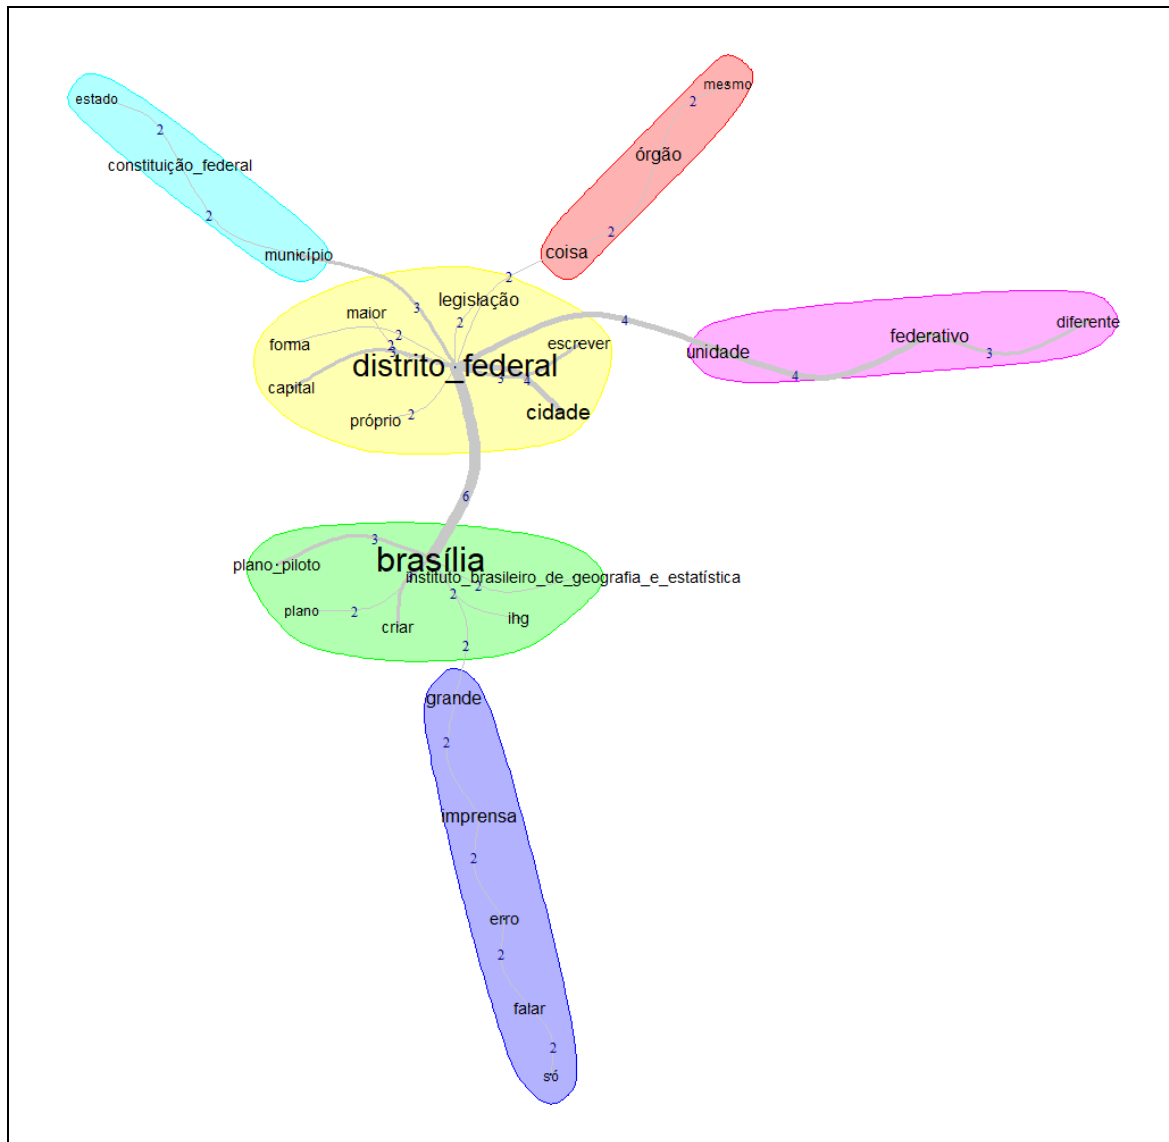 mesmo
2
estado
2
órgão
constituição_federal
2
2
município
coisa
2
3
legislação
maior
2
4
diferente
2
federativo
forma
escrever
unidade
3
distrito_federal
4
3
4
capital
cidade
próprio
2
6
3
brasília
plano_piloto
instituto_brasileiro_de_geografia_e_estatística
2
2
plano
2
ihg
criar
2
grande
2
imprensa
2
erro
2
falar
2
só